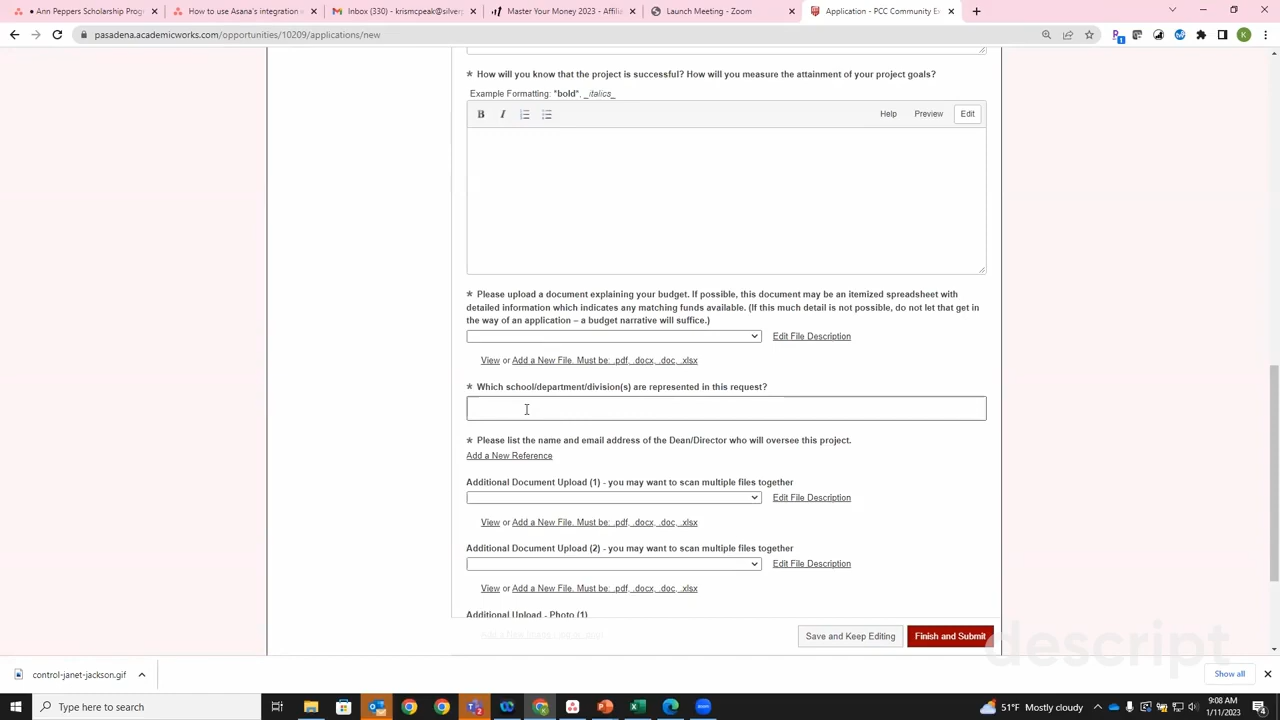 Ann Peppers Scholarship Prog
How to use Asana's integration w
Inbox (330) - krismcpeak@silverg
Master Your Money 2023 - Affilia
Launch Meeting - Zoom
Application - PCC Community Ex
pasadena.academicworks.com/opportunities/10209/applications/new
* How will you know that the project is successful? How will you measure the attainment of your project goals?
Example Formatting: *bold*, _italics_
B I Help Preview Edit
* Please upload a document explaining your budget. If possible, this document may be an itemized spreadsheet with
detailed information which indicates any matching funds available. (If this much detail is not possible, do not let that get in
the way of an application – a budget narrative will suffice.)
Edit File Description
View or Add a New File. Must be: .pdf, .docx, .doc, .xlsx
* Which school/department/division(s) are represented in this request?
* Please list the name and email address of the Dean/Director who will oversee this project.
Add a New Reference
Additional Document Upload (1) - you may want to scan multiple files together
Edit File Description
View or Add a New File. Must be: .pdf, .docx, .doc, .xlsx
Additional Document Upload (2) - you may want to scan multiple files together
Edit File Description
View or Add a New File. Must be: .pdf, .docx, .doc, .xlsx
Additional Upload - Photo (1)
Save and Keep Editing
Finish and Submit
descript
control-janet-jackson.gif
Show all
Type here to search
51°F Mostly cloudy
9:08 AM
1/11/2023